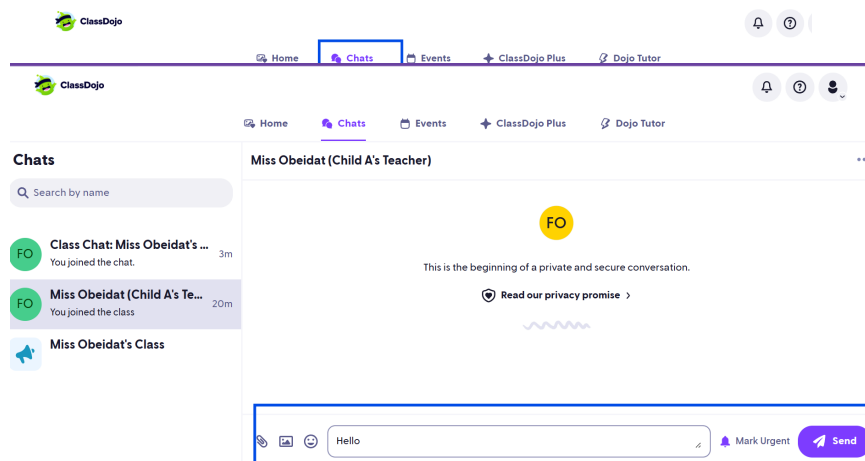 ClassDojo
Home Chats Events ClassDojo Plus Dojo Tutor
ClassDojo
Home Chats Events ClassDojo Plus Dojo Tutor
Chats
Search by name
FO Class Chat: Miss Obeidat's ... 3m
You joined the chat.
FO Miss Obeidat (Child A's Te... 20m
You joined the class
Miss Obeidat's Class
Miss Obeidat (Child A's Teacher)
FO
This is the beginning of a private and secure conversation.
Read our privacy promise >
Hello Mark Urgent Send